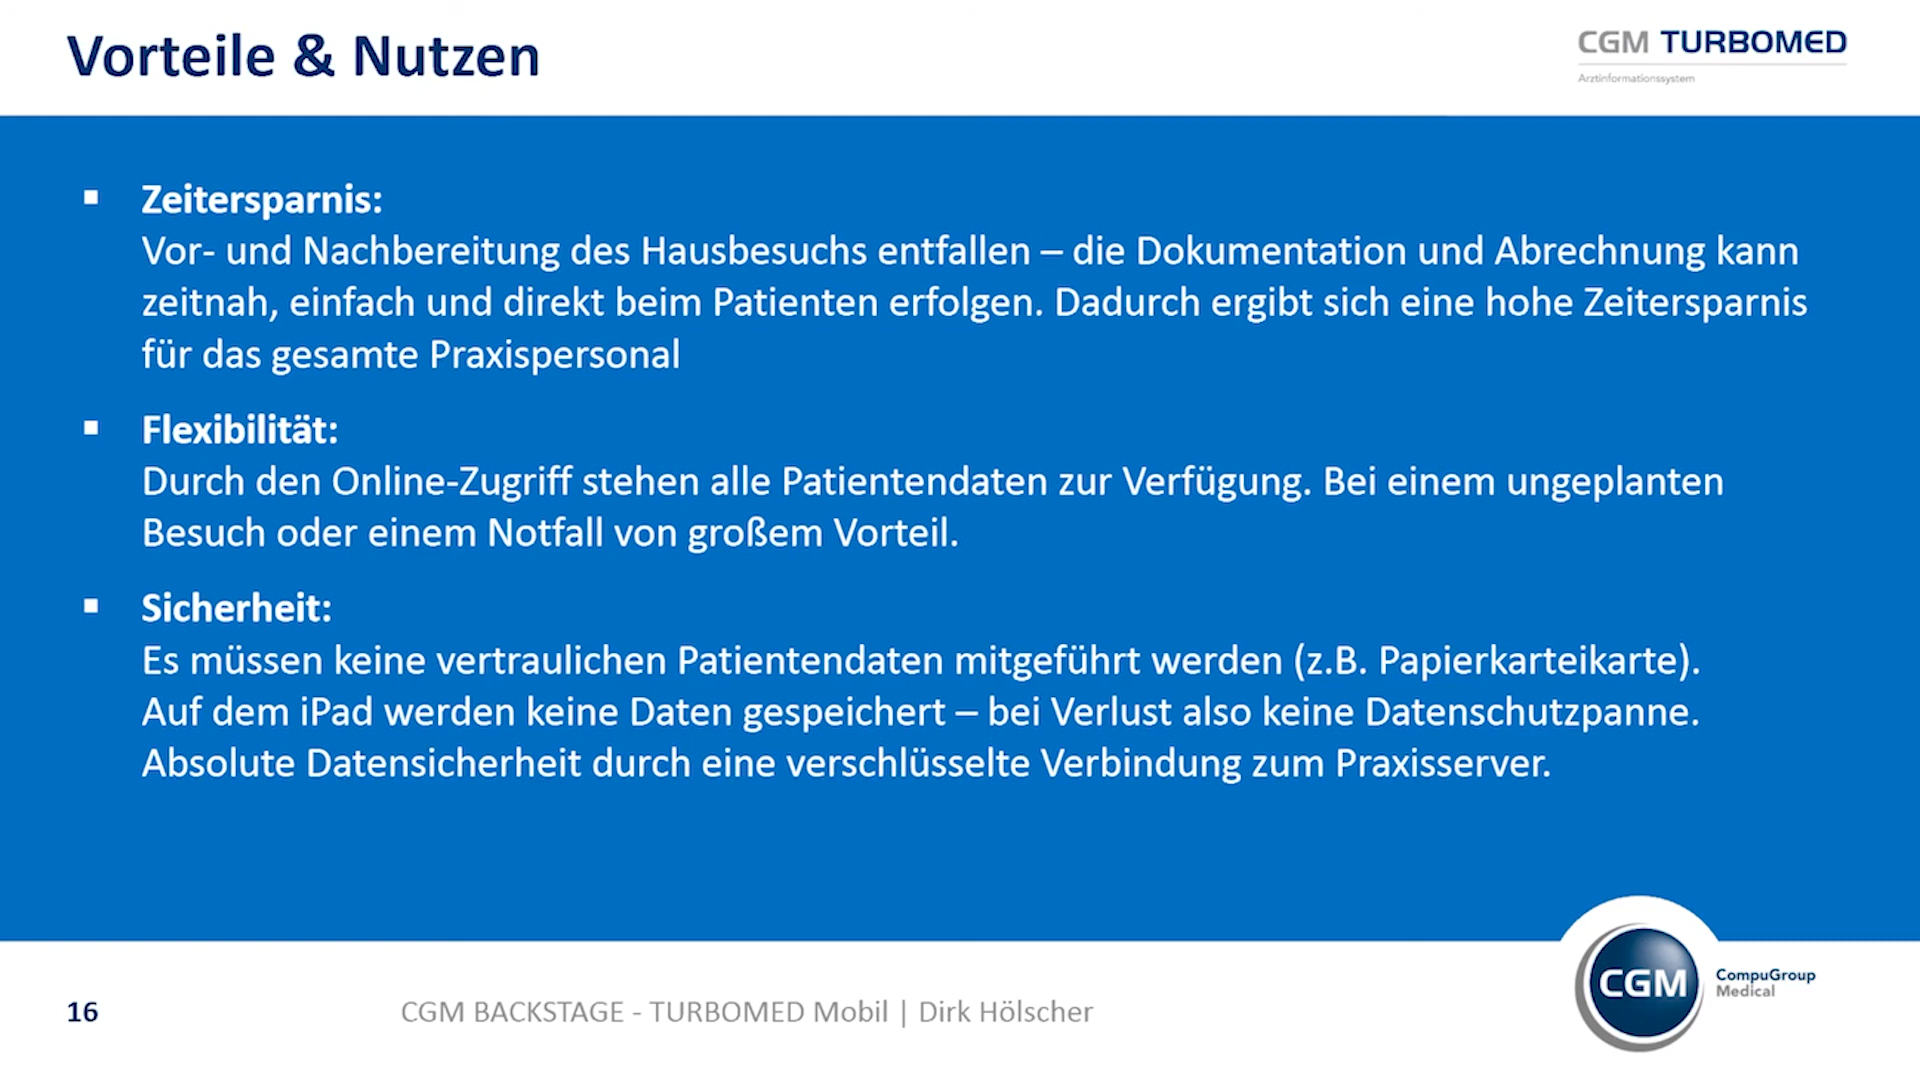 Vorteile & Nutzen
CGM TURBOMED
Arztinformationssystem
▪ Zeitersparnis:
Vor- und Nachbereitung des Hausbesuchs entfallen – die Dokumentation und Abrechnung kann
zeitnah, einfach und direkt beim Patienten erfolgen. Dadurch ergibt sich eine hohe Zeitersparnis
für das gesamte Praxispersonal
▪ Flexibilität:
Durch den Online-Zugriff stehen alle Patientendaten zur Verfügung. Bei einem ungeplanten
Besuch oder einem Notfall von großem Vorteil.
▪ Sicherheit:
Es müssen keine vertraulichen Patientendaten mitgeführt werden (z.B. Papierkarteikarte).
Auf dem iPad werden keine Daten gespeichert – bei Verlust also keine Datenschutzpanne.
Absolute Datensicherheit durch eine verschlüsselte Verbindung zum Praxisserver.
16
CGM BACKSTAGE - TURBOMED Mobil | Dirk Hölscher
CGM
CompuGroup
Medical